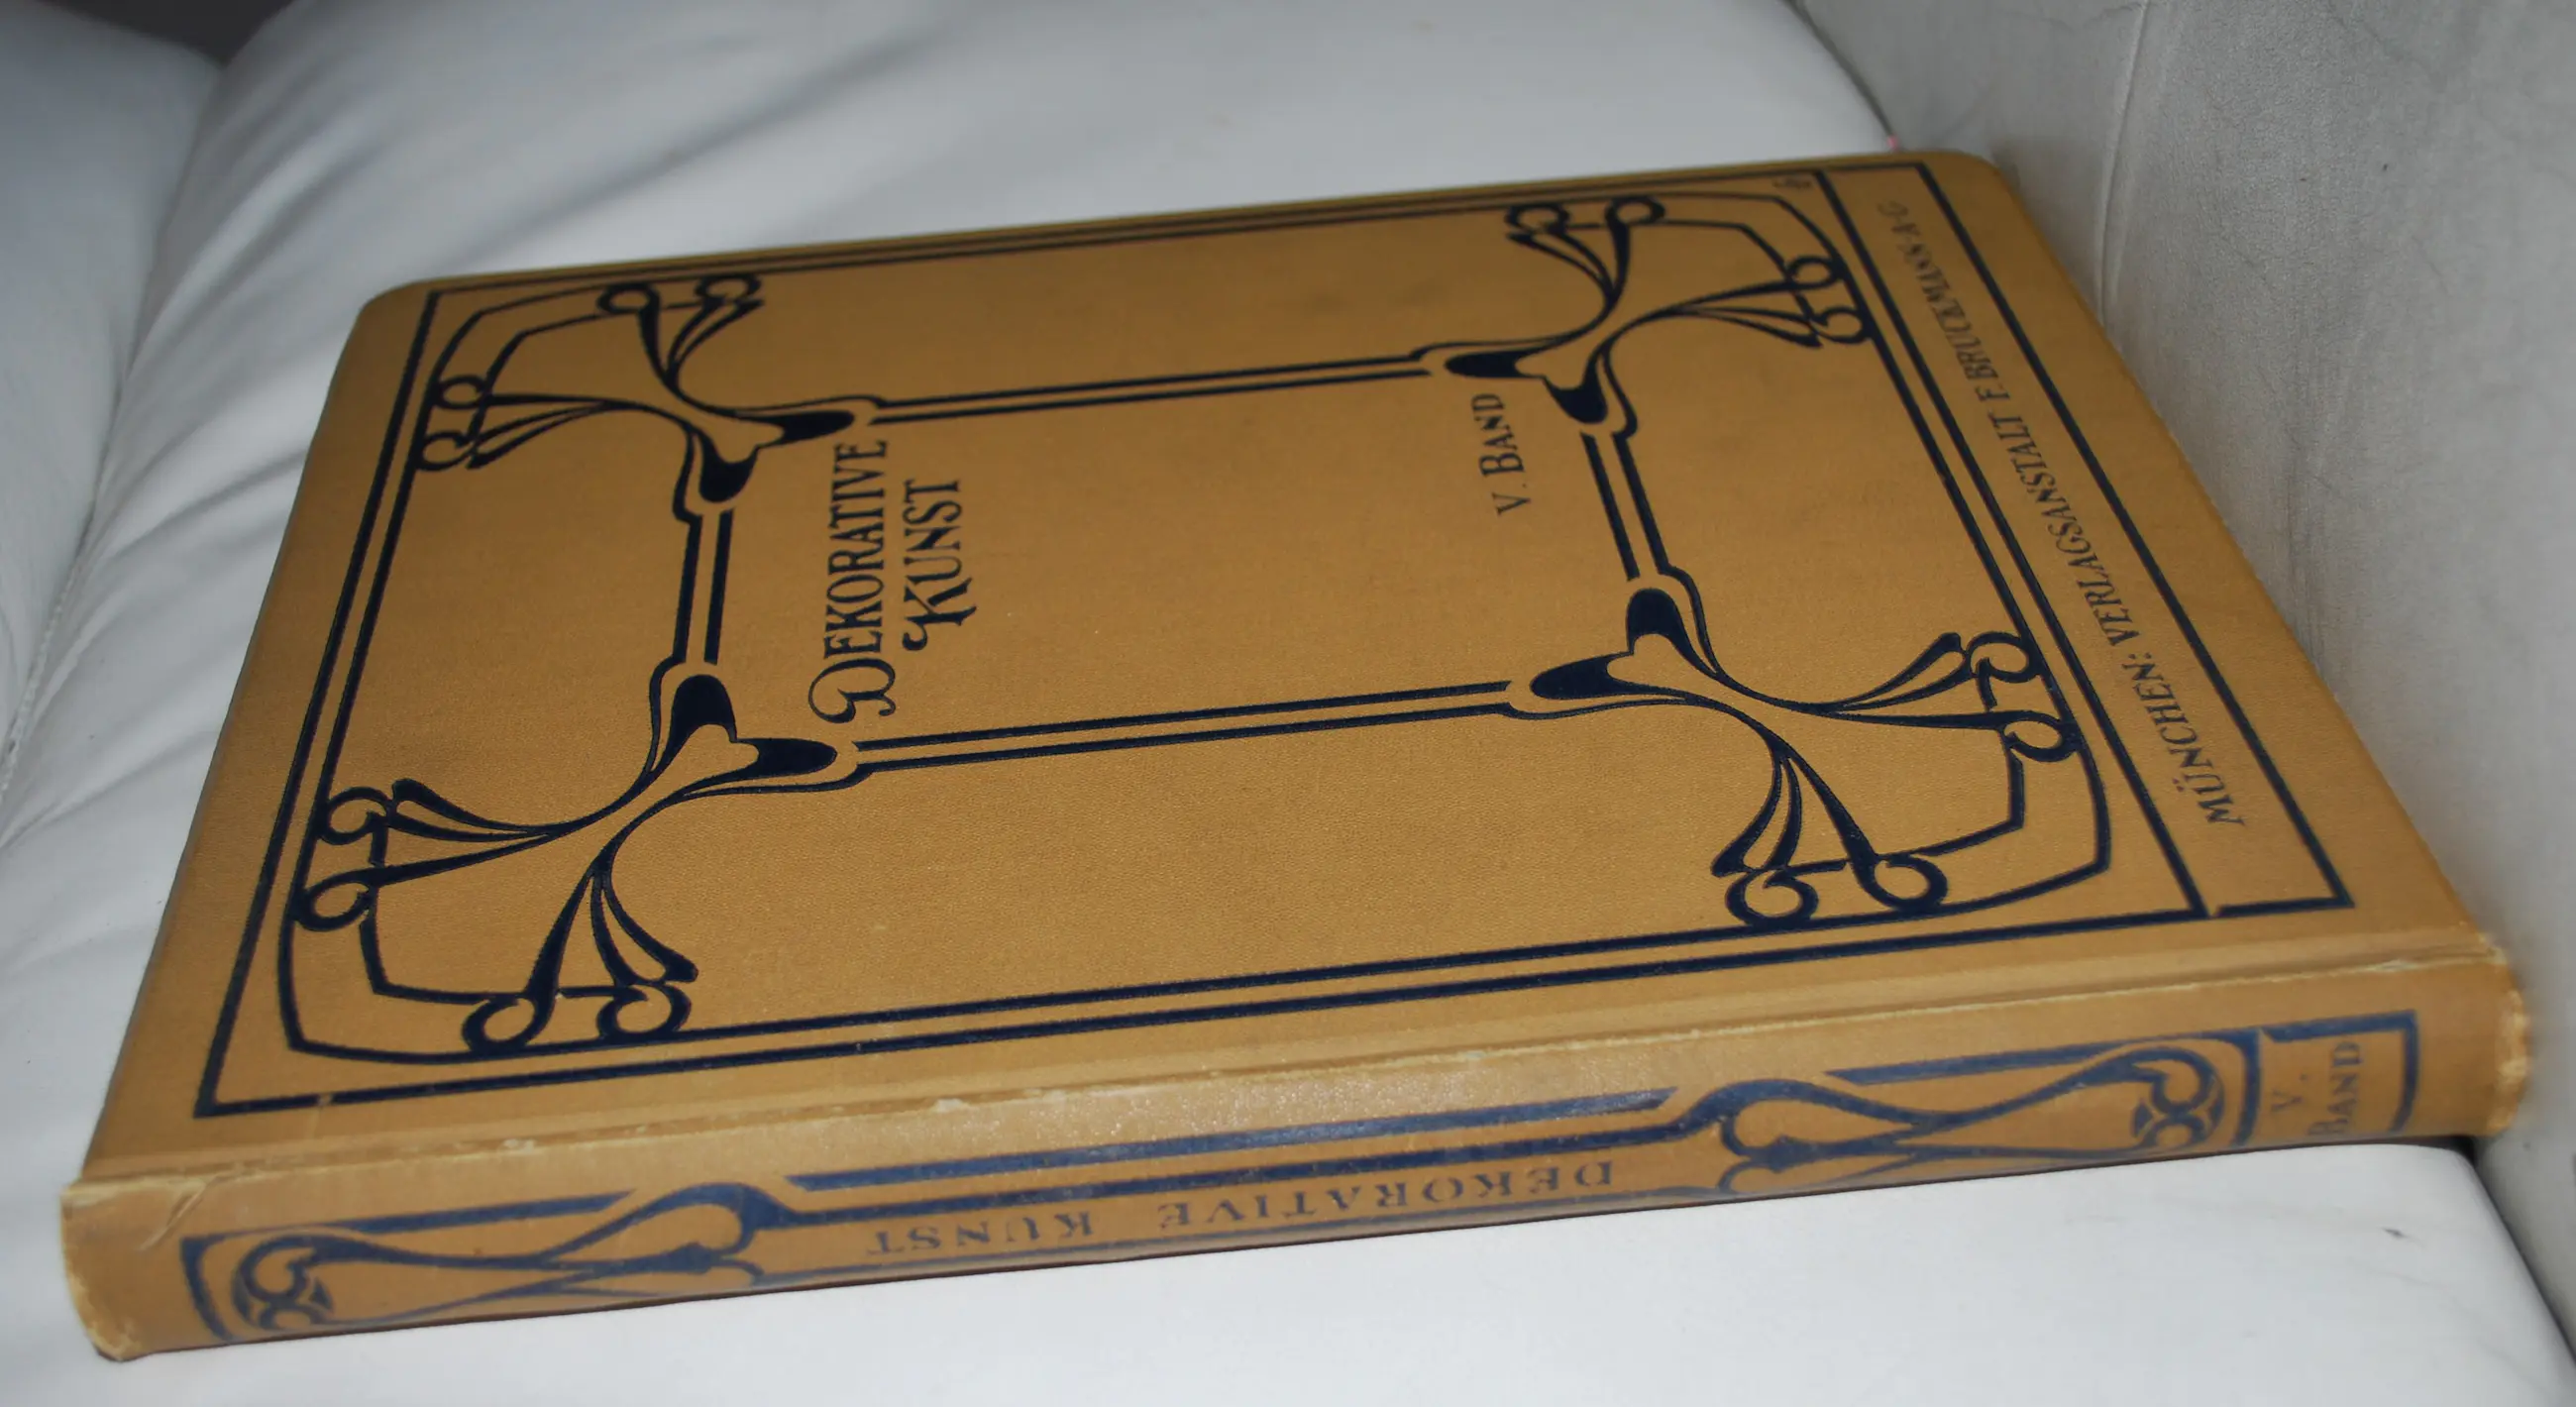 DEKORATIVE
KUNST
V. BAND
MÜNCHEN: VERLAGSANSTALT F. BRUCKMANN A-G
DEKORATIVE KUNST
V.
BAND